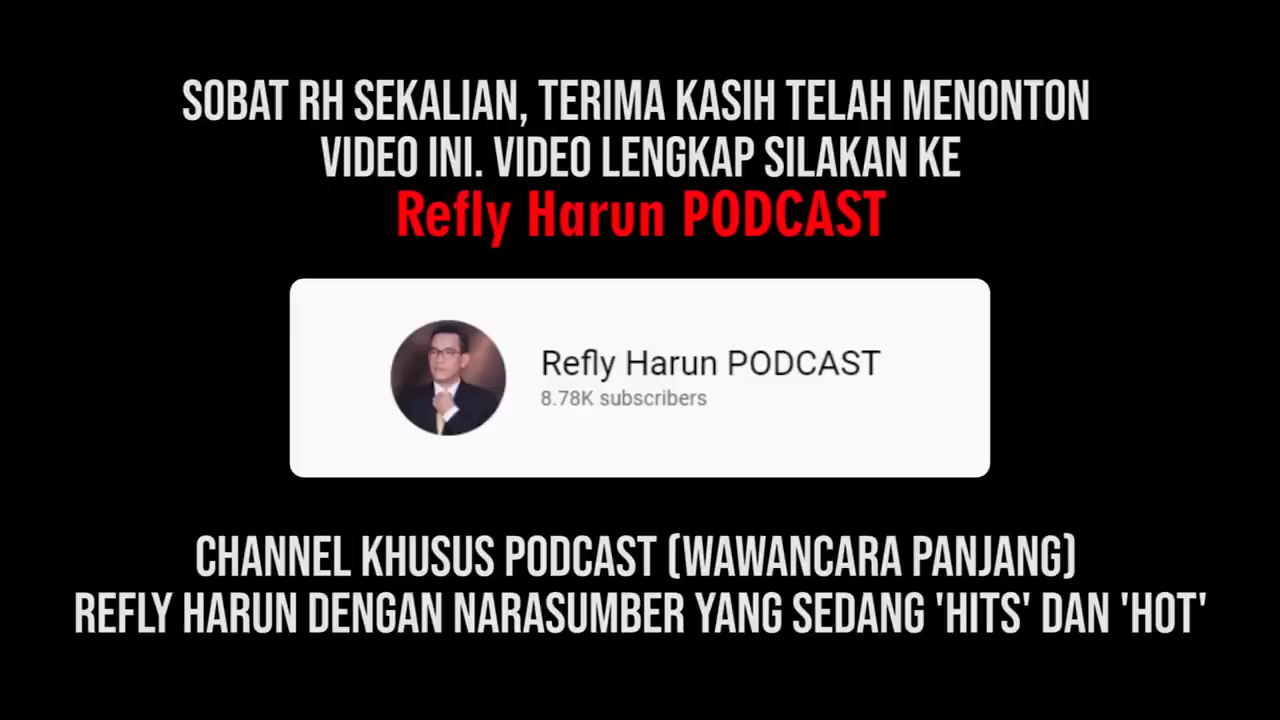 SOBAT RH SEKALIAN, TERIMA KASIH TELAH MENONTON
VIDEO INI. VIDEO LENGKAP SILAKAN KE
Refly Harun PODCAST
Refly Harun PODCAST
8.78K subscribers
CHANNEL KHUSUS PODCAST (WAWANCARA PANJANG)
REFLY HARUN DENGAN NARASUMBER YANG SEDANG 'HITS' DAN 'HOT'